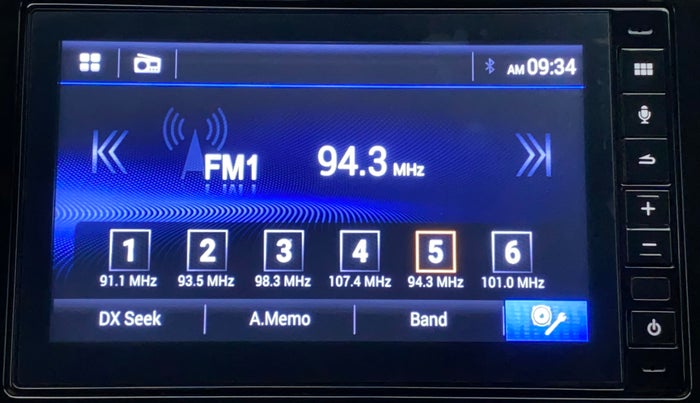 AM 09:34
FM1 94.3 MHz
1 2 3 4 5 6
91.1 MHz 93.5 MHz 98.3 MHz 107.4 MHz 94.3 MHz 101.0 MHz
DX Seek A.Memo Band